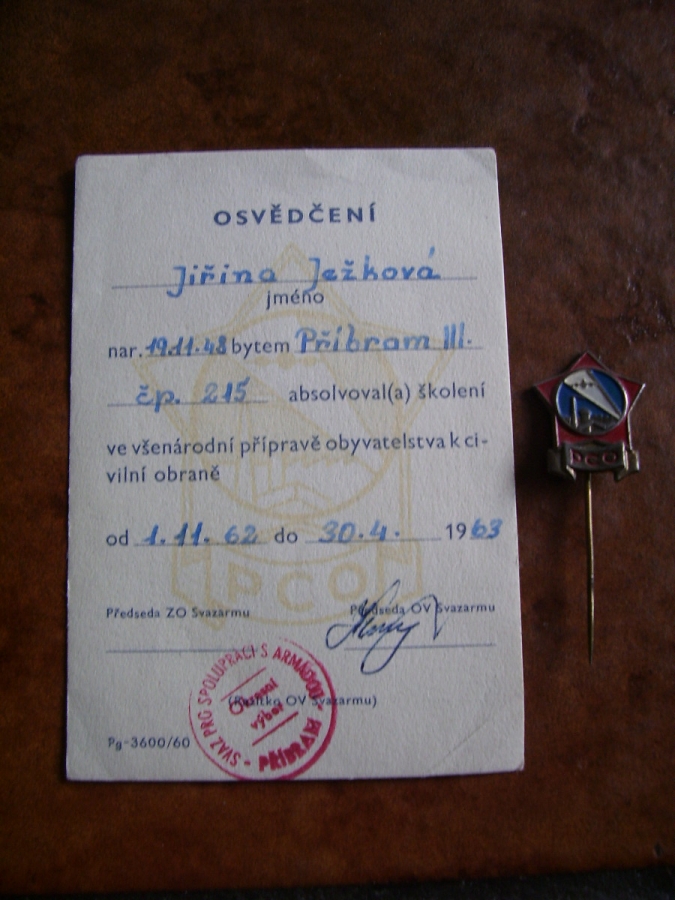 OSVĚDČENÍ
Jiřina Ježková
jméno
nar. 19.11.48 bytem Příbram III.
čp. 215 absolvoval(a) školení
ve všenárodní přípravě obyvatelstva k ci-
vilní obraně
od 1.11.62 do 30.4. 1963
PCO
Předseda ZO Svazarmu Předseda OV Svazarmu
(Razítko OV Svazarmu)
SVAZ PRO SPOLUPRÁCI S ARMÁDOU
Okresní
výbor
PŘÍBRAM
Pg-3600/60
PCO